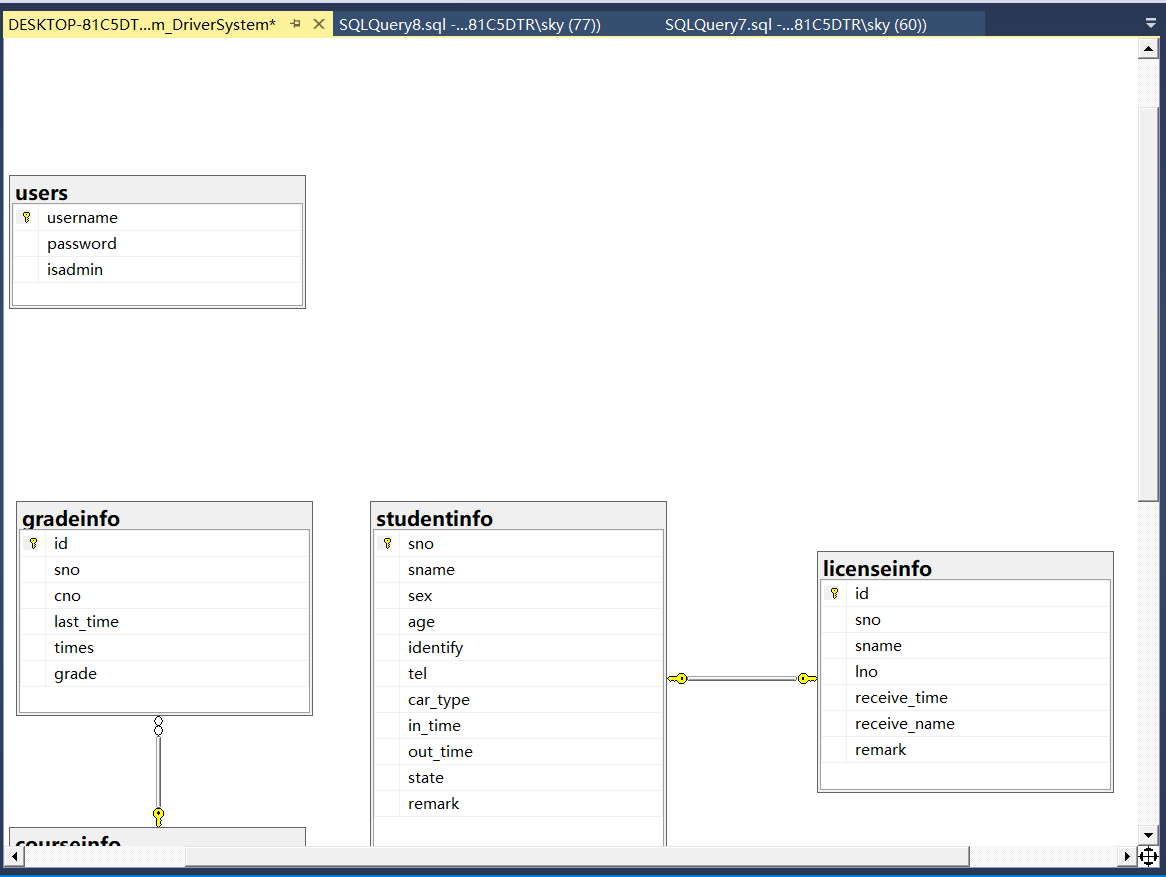 DESKTOP-81C5DT...m_DriverSystem*
SQLQuery8.sql -...81C5DTR\sky (77))
SQLQuery7.sql -...81C5DTR\sky (60))
users
username
password
isadmin
gradeinfo
id
sno
cno
last_time
times
grade
studentinfo
sno
sname
sex
age
identify
tel
car_type
in_time
out_time
state
remark
licenseinfo
id
sno
sname
lno
receive_time
receive_name
remark
courseinfo